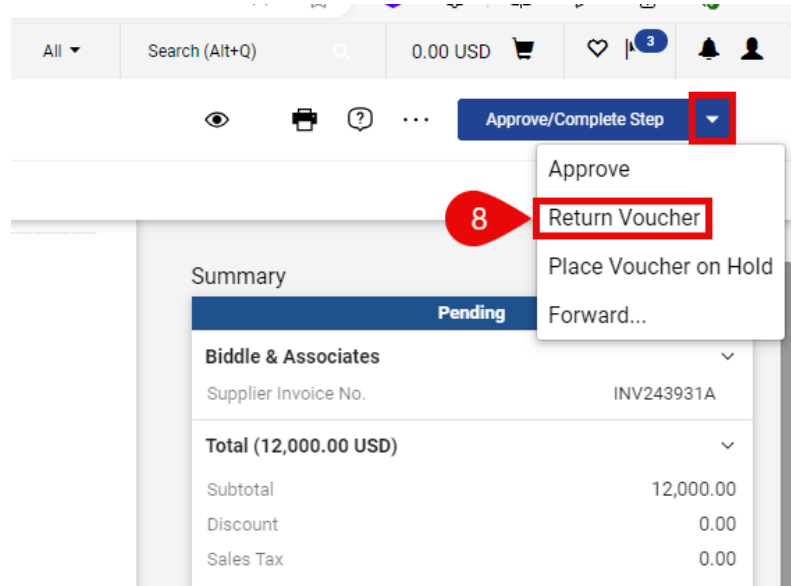 All
Search (Alt+Q)
0.00 USD
3
?
...
Approve/Complete Step
Approve
8
Return Voucher
Place Voucher on Hold
Forward...
Summary
Pending
Biddle & Associates
Supplier Invoice No. INV243931A
Total (12,000.00 USD)
Subtotal 12,000.00
Discount 0.00
Sales Tax 0.00